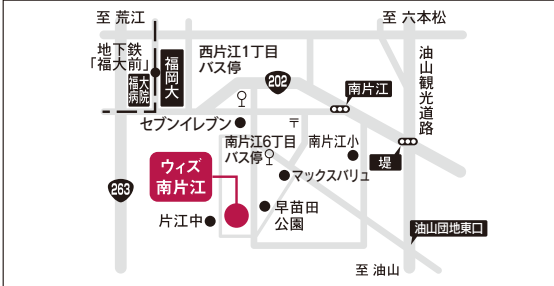 至 荒江
至 六本松
地下鉄
「福大前」
福大
病院
福岡大
西片江1丁目
バス停
202
南片江
油山観光道路
セブンイレブン
〒
南片江6丁目
バス停
南片江小
堤
ウィズ
南片江
マックスバリュ
263
早苗田
公園
片江中
油山団地東口
至 油山